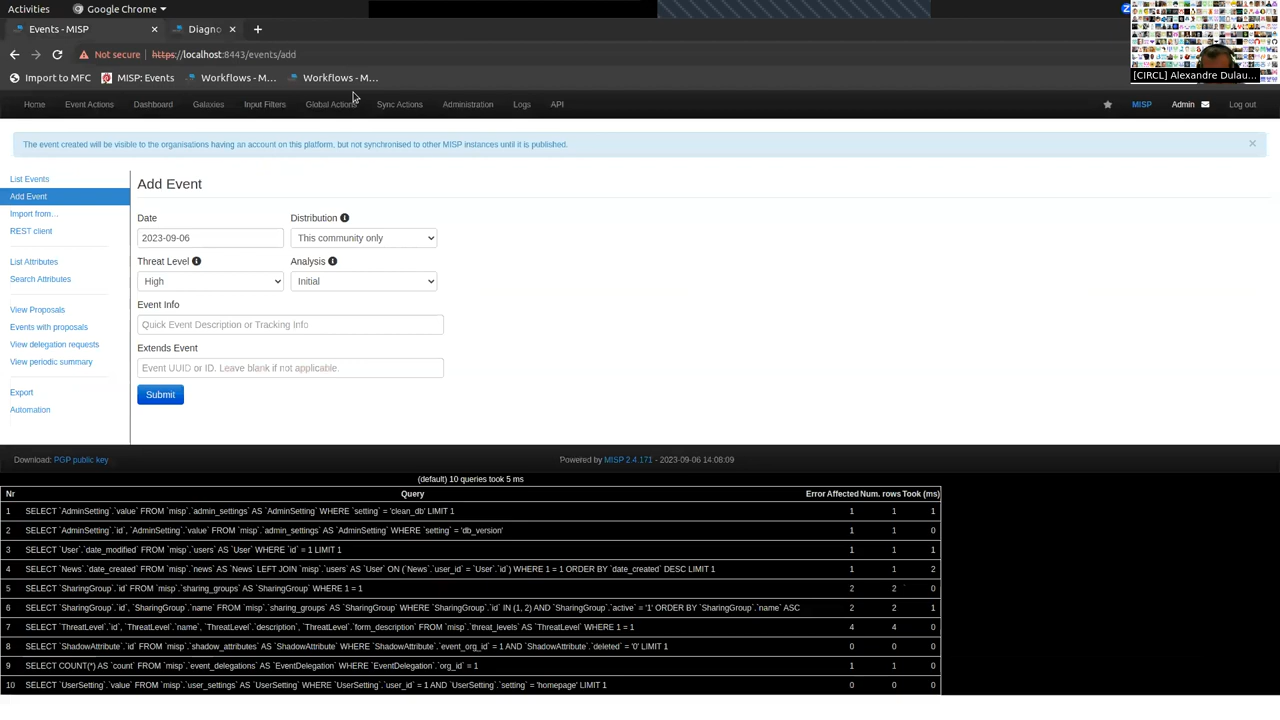 Activities Google Chrome
Events - MISP Diagno
Not secure https://localhost:8443/events/add
Import to MFC MISP: Events Workflows - M... Workflows - M...
[CIRCL] Alexandre Dulau...
Home Event Actions Dashboard Galaxies Input Filters Global Actions Sync Actions Administration Logs API MISP Admin Log out
The event created will be visible to the organisations having an account on this platform, but not synchronised to other MISP instances until it is published. ×
List Events
Add Event
Import from...
REST client
List Attributes
Search Attributes
View Proposals
Events with proposals
View delegation requests
View periodic summary
Export
Automation
Add Event
Date Distribution
2023-09-06 This community only
Threat Level Analysis
High Initial
Event Info
Quick Event Description or Tracking Info
Extends Event
Event UUID or ID. Leave blank if not applicable.
Submit
Download: PGP public key Powered by MISP 2.4.171 - 2023-09-06 14:08:09
(default) 10 queries took 5 ms
Nr Query Error Affected Num. rows Took (ms)
1 SELECT `AdminSetting`.`value` FROM `misp`.`admin_settings` AS `AdminSetting` WHERE `setting` = 'clean_db' LIMIT 1 1 1 1
2 SELECT `AdminSetting`.`id`, `AdminSetting`.`value` FROM `misp`.`admin_settings` AS `AdminSetting` WHERE `setting` = 'db_version' 1 1 0
3 SELECT `User`.`date_modified` FROM `misp`.`users` AS `User` WHERE `id` = 1 LIMIT 1 1 1 1
4 SELECT `News`.`date_created` FROM `misp`.`news` AS `News` LEFT JOIN `misp`.`users` AS `User` ON (`News`.`user_id` = `User`.`id`) WHERE 1 = 1 ORDER BY `date_created` DESC LIMIT 1 1 1 2
5 SELECT `SharingGroup`.`id` FROM `misp`.`sharing_groups` AS `SharingGroup` WHERE 1 = 1 2 2 0
6 SELECT `SharingGroup`.`id`, `SharingGroup`.`name` FROM `misp`.`sharing_groups` AS `SharingGroup` WHERE `SharingGroup`.`id` IN (1, 2) AND `SharingGroup`.`active` = '1' ORDER BY `SharingGroup`.`name` ASC 2 2 1
7 SELECT `ThreatLevel`.`id`, `ThreatLevel`.`name`, `ThreatLevel`.`description`, `ThreatLevel`.`form_description` FROM `misp`.`threat_levels` AS `ThreatLevel` WHERE 1 = 1 4 4 0
8 SELECT `ShadowAttribute`.`id` FROM `misp`.`shadow_attributes` AS `ShadowAttribute` WHERE `ShadowAttribute`.`event_org_id` = 1 AND `ShadowAttribute`.`deleted` = '0' LIMIT 1 0 0 0
9 SELECT COUNT(*) AS `count` FROM `misp`.`event_delegations` AS `EventDelegation` WHERE `EventDelegation`.`org_id` = 1 1 1 0
10 SELECT `UserSetting`.`value` FROM `misp`.`user_settings` AS `UserSetting` WHERE `UserSetting`.`user_id` = 1 AND `UserSetting`.`setting` = 'homepage' LIMIT 1 0 0 0